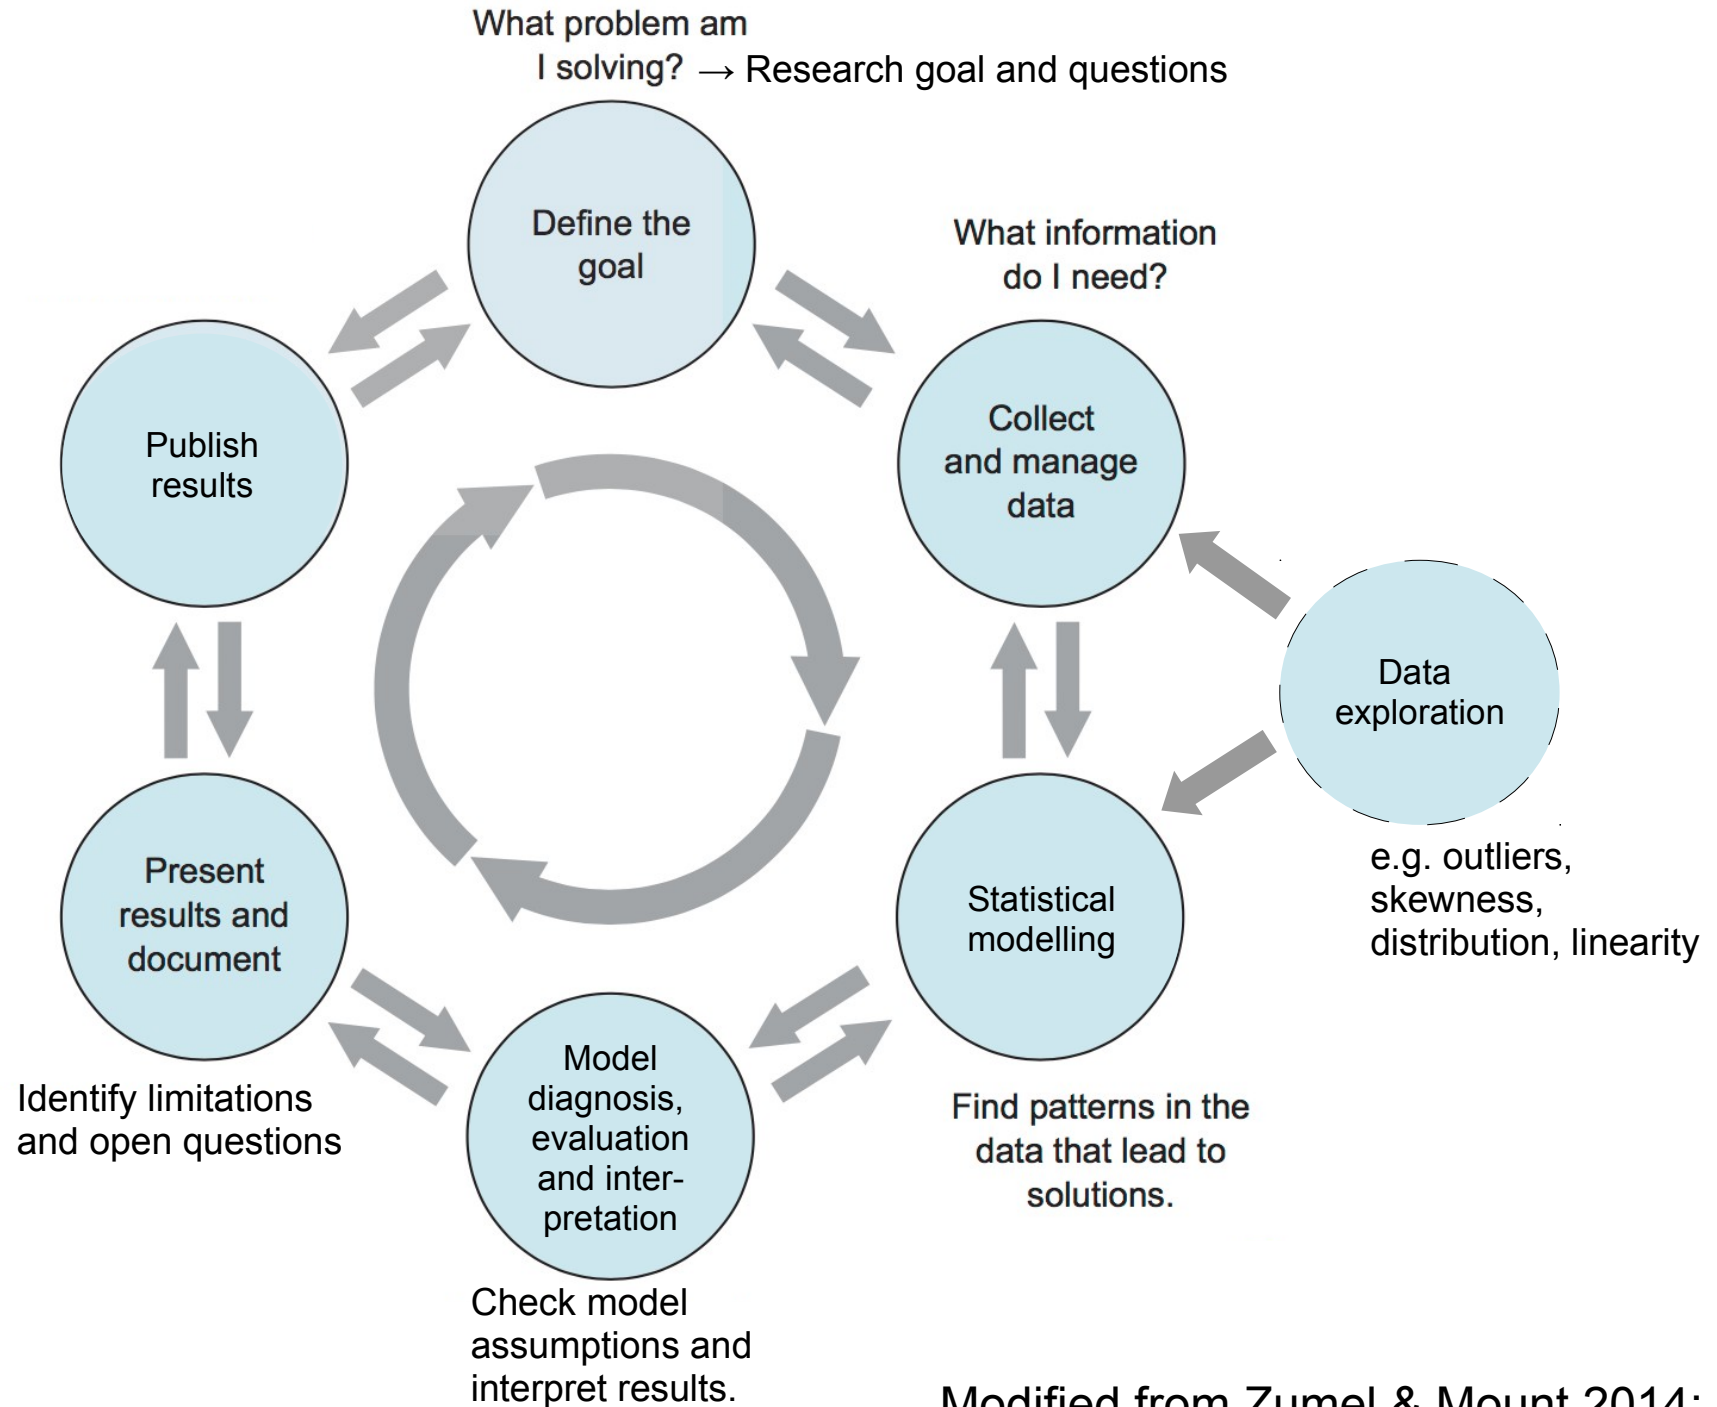 What problem am
I solving? → Research goal and questions
Define the
goal
What information
do I need?
Collect
and manage
data
Publish
results
Data
exploration
e.g. outliers,
skewness,
distribution, linearity
Present
results and
document
Statistical
modelling
Identify limitations
and open questions
Model
diagnosis,
evaluation
and inter-
pretation
Find patterns in the
data that lead to
solutions.
Check model
assumptions and
interpret results.
Modified from Zumel & Mount 2014: